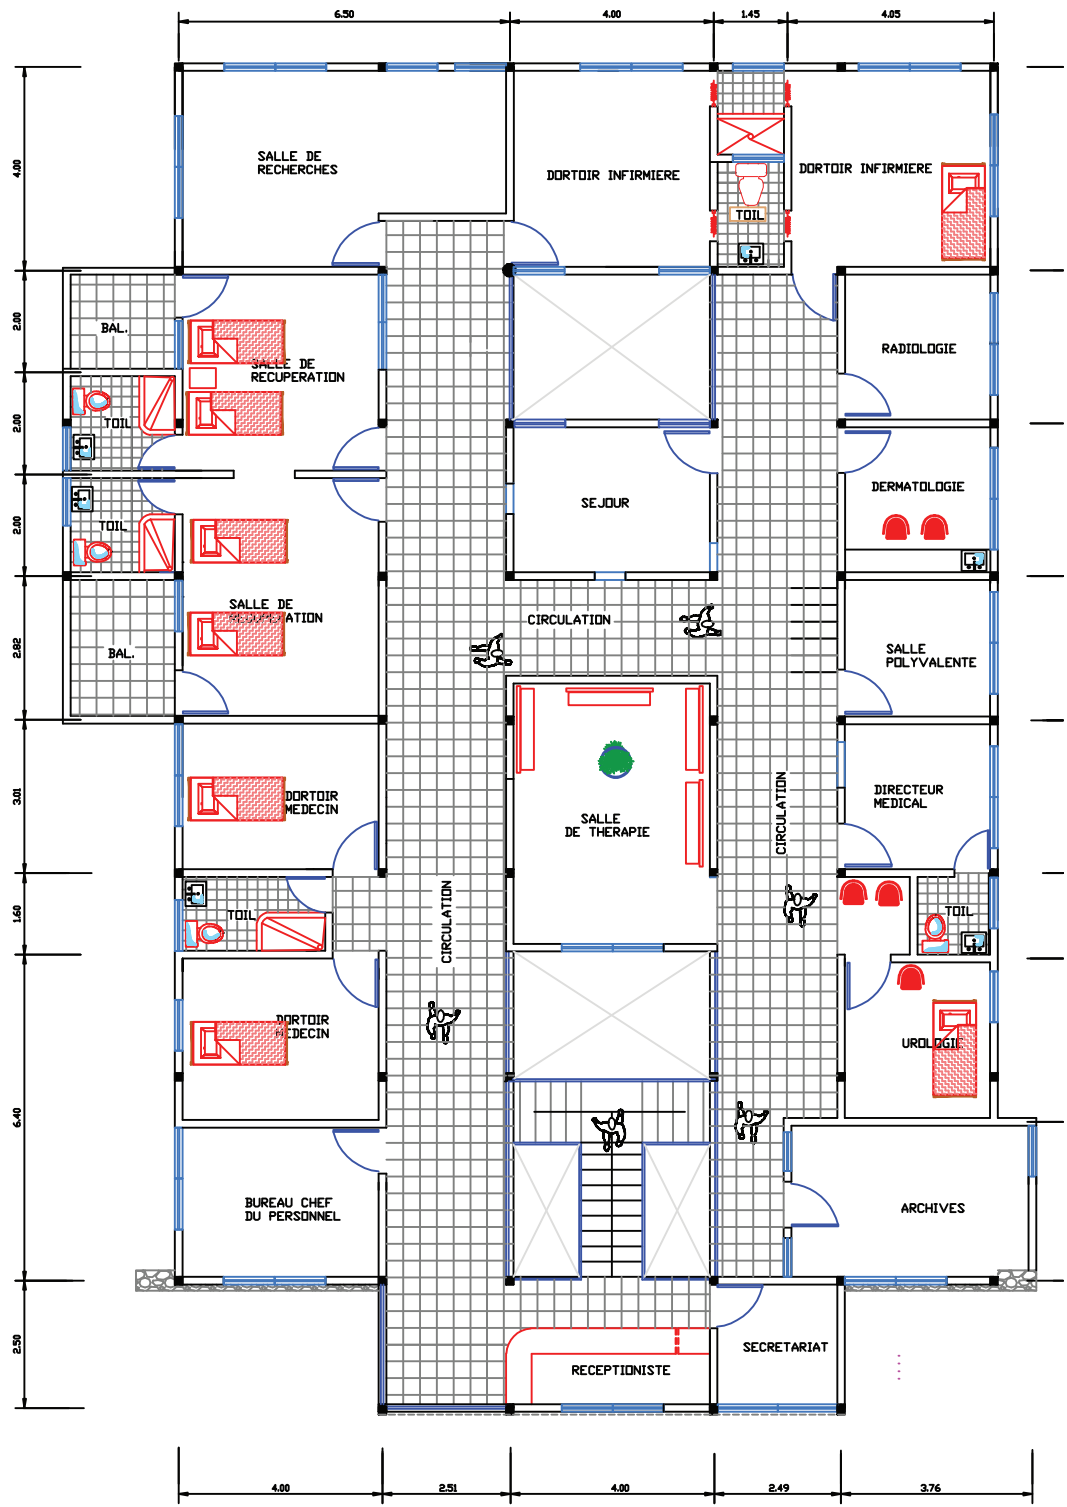 6.50
4.00
1.45
4.05
4.00
SALLE DE
RECHERCHES
DORTOIR INFIRMIERE
DORTOIR INFIRMIERE
TOIL
2.00
BAL.
SALLE DE
RECUPERATION
RADIOLOGIE
2.00
TOIL
SEJOUR
DERMATOLOGIE
2.00
TOIL
2.82
SALLE DE
RECUPERATION
BAL.
CIRCULATION
SALLE
POLYVALENTE
3.01
DORTOIR
MEDECIN
SALLE
DE THERAPIE
CIRCULATION
DIRECTEUR
MEDICAL
1.60
TOIL
CIRCULATION
TOIL
DORTOIR
MEDECIN
UROLOGIE
6.40
BUREAU CHEF
DU PERSONNEL
ARCHIVES
2.50
RECEPTIONISTE
SECRETARIAT
4.00
2.51
4.00
2.49
3.76